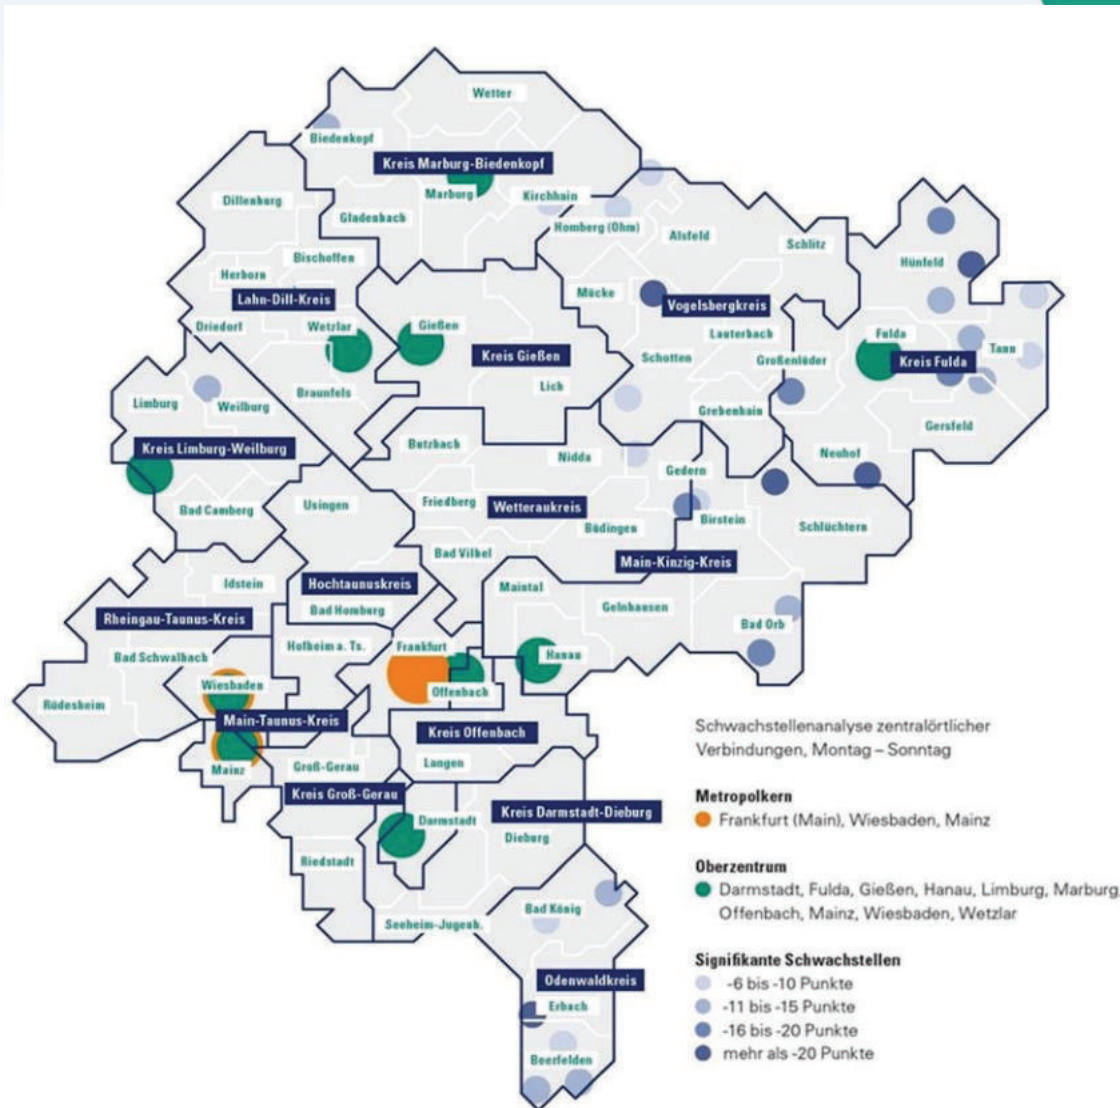 Wetter
Biedenkopf
Kreis Marburg-Biedenkopf
Marburg
Kirchhain
Dillenburg
Gladenbach
Homberg (Ohm)
Alsfeld
Schlitz
Bischoffen
Herborn
Hünfeld
Lahn-Dill-Kreis
Mücke
Vogelsbergkreis
Driedorf
Wetzlar
Gießen
Lauterbach
Fulda
Kreis Gießen
Schotten
Großenlüder
Kreis Fulda
Tann
Lich
Limburg
Weilburg
Braunfels
Grebenhain
Gersfeld
Kreis Limburg-Weilburg
Butzbach
Nidda
Gedern
Neuhof
Bad Camberg
Usingen
Friedberg
Wetteraukreis
Büdingen
Birstein
Schlüchtern
Bad Vilbel
Main-Kinzig-Kreis
Idstein
Hochtaunuskreis
Maintal
Bad Homburg
Gelnhausen
Rheingau-Taunus-Kreis
Bad Orb
Hofheim a. Ts.
Frankfurt
Hanau
Bad Schwalbach
Wiesbaden
Offenbach
Rüdesheim
Main-Taunus-Kreis
Kreis Offenbach
Mainz
Groß-Gerau
Langen
Kreis Groß-Gerau
Darmstadt
Kreis Darmstadt-Dieburg
Dieburg
Riedstadt
Seeheim-Jugenh.
Bad König
Odenwaldkreis
Erbach
Beerfelden
Schwachstellenanalyse zentralörtlicher
Verbindungen, Montag – Sonntag
Metropolkern
Frankfurt (Main), Wiesbaden, Mainz
Oberzentrum
Darmstadt, Fulda, Gießen, Hanau, Limburg, Marburg,
Offenbach, Mainz, Wiesbaden, Wetzlar
Signifikante Schwachstellen
-6 bis -10 Punkte
-11 bis -15 Punkte
-16 bis -20 Punkte
mehr als -20 Punkte